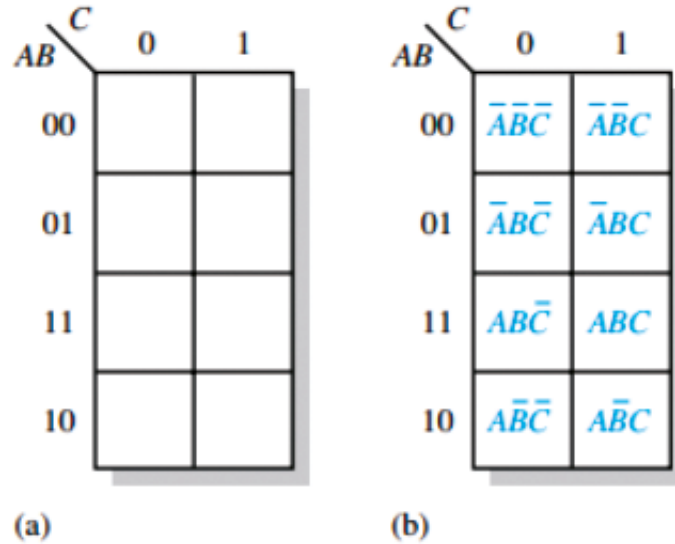 C C
AB 0 1 AB 0 1
00 00 A̅B̅C̅ A̅B̅C
01 01 A̅BC̅ A̅BC
11 11 ABC̅ ABC
10 10 AB̅C̅ AB̅C
(a) (b)